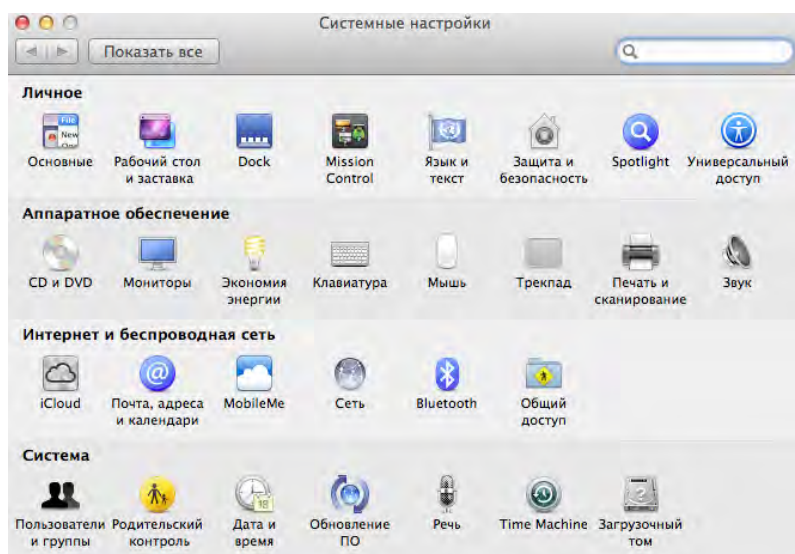 Системные настройки
Показать все
Личное
Основные Рабочий стол Dock Mission Язык и Защита и Spotlight Универсальный
и заставка Control текст безопасность доступ
Аппаратное обеспечение
CD и DVD Мониторы Экономия Клавиатура Мышь Трекпад Печать и Звук
энергии сканирование
Интернет и беспроводная сеть
iCloud Почта, адреса MobileMe Сеть Bluetooth Общий
и календари доступ
Система
Пользователи Родительский Дата и Обновление Речь Time Machine Загрузочный
и группы контроль время ПО том